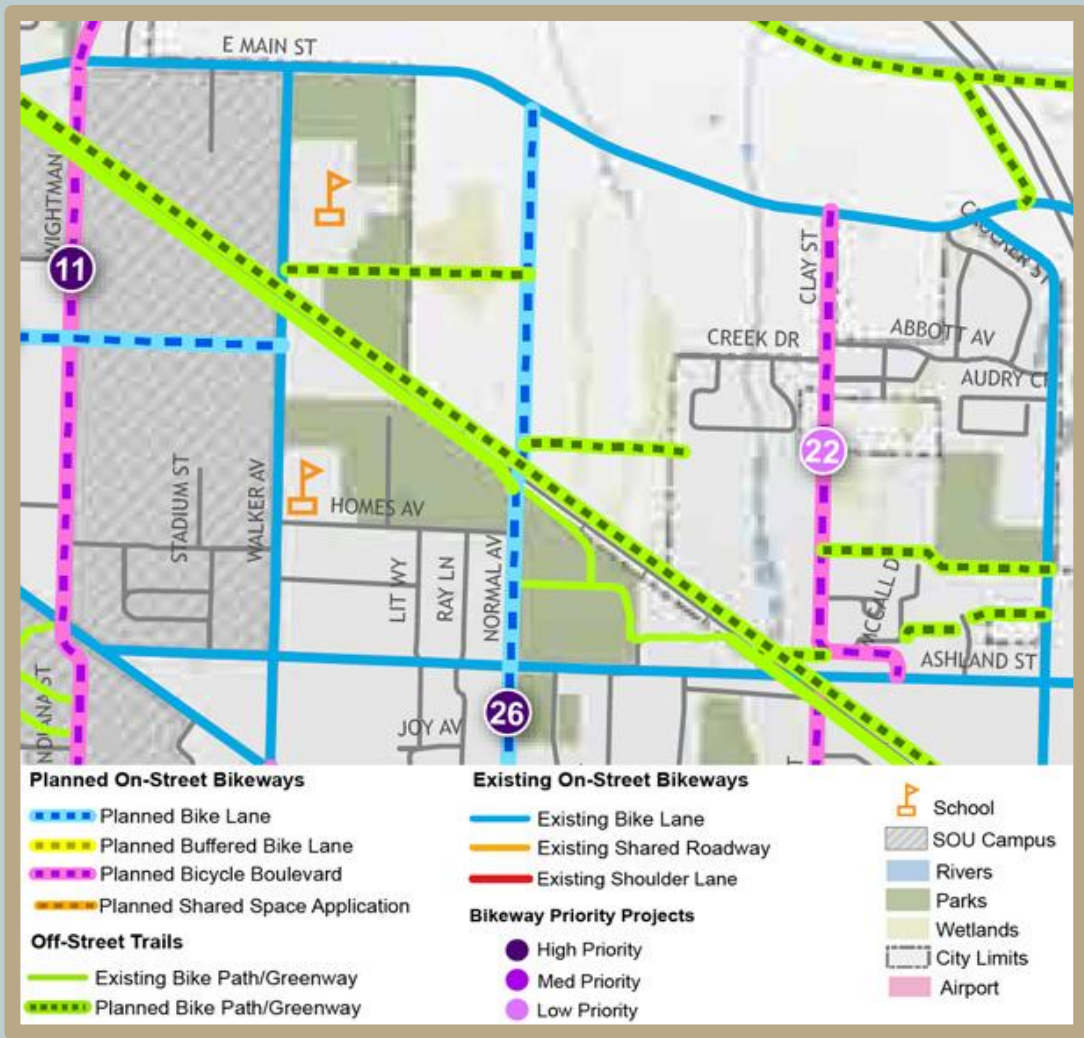 E MAIN ST
WIGHTMAN
11
CLAY ST
CROCKER ST
CREEK DR
ABBOTT AV
AUDRY CI
22
STADIUM ST
WALKER AV
HOMES AV
LIT WY
RAY LN
NORMAL AV
MCCALL D
ASHLAND ST
NDIANA ST
26
JOY AV
T
Planned On-Street Bikeways
Planned Bike Lane
Planned Buffered Bike Lane
Planned Bicycle Boulevard
Planned Shared Space Application
Off-Street Trails
Existing Bike Path/Greenway
Planned Bike Path/Greenway
Existing On-Street Bikeways
Existing Bike Lane
Existing Shared Roadway
Existing Shoulder Lane
Bikeway Priority Projects
High Priority
Med Priority
Low Priority
School
SOU Campus
Rivers
Parks
Wetlands
City Limits
Airport